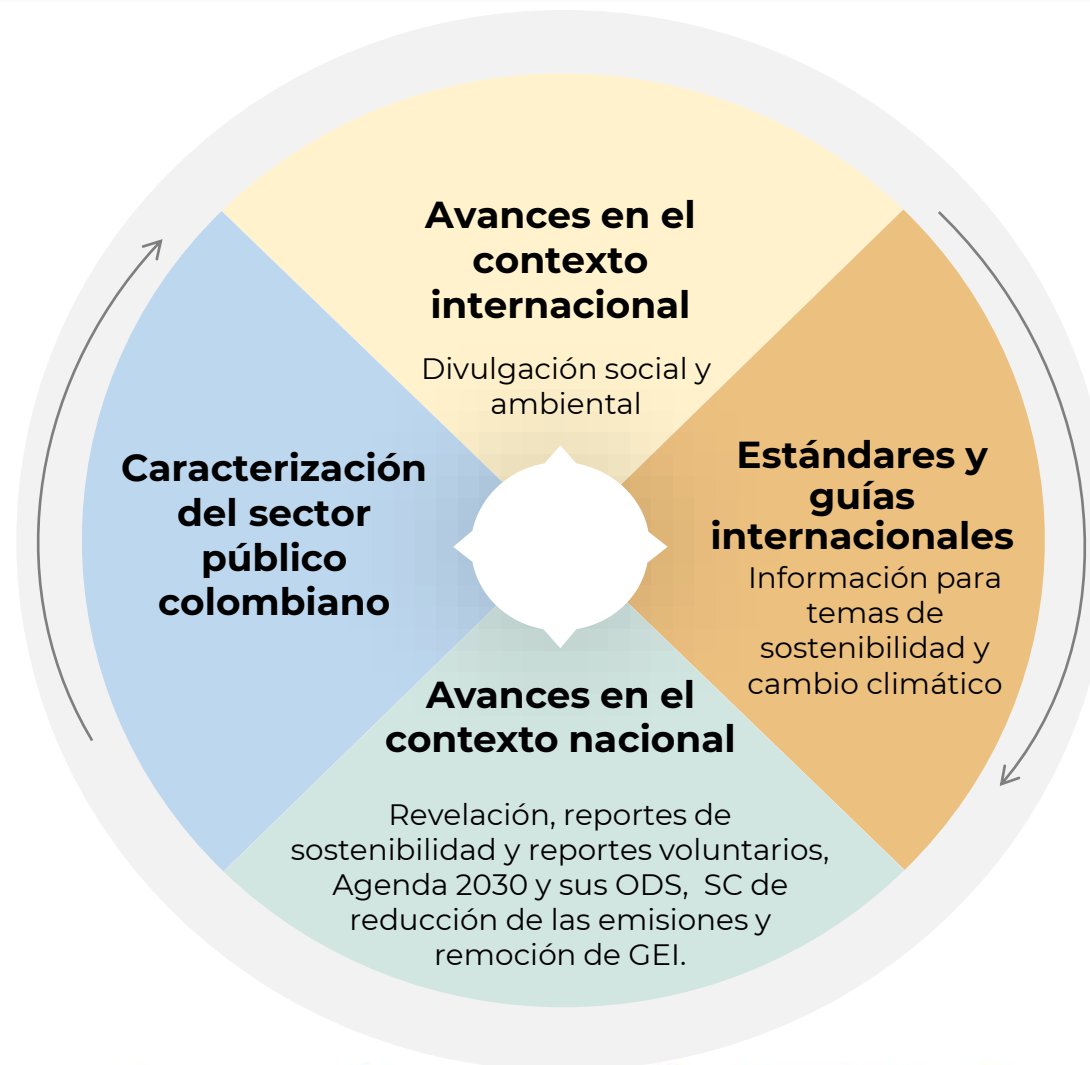 Avances en el
contexto
internacional
Divulgación social y
ambiental
Estándares y
guías
internacionales
Información para
temas de
sostenibilidad y
cambio climático
Avances en el
contexto nacional
Revelación, reportes de
sostenibilidad y reportes voluntarios,
Agenda 2030 y sus ODS, SC de
reducción de las emisiones y
remoción de GEI.
Caracterización
del sector
público
colombiano